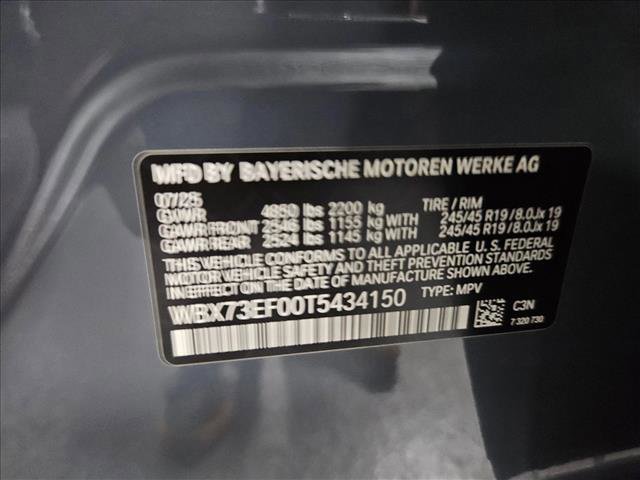 MFD BY BAYERISCHE MOTOREN WERKE AG
07/25 TIRE / RIM
GVWR 4850 lbs 2200 kg
GAWR FRONT 2546 lbs 1155 kg WITH 245/45 R19 / 8.0Jx 19
GAWR REAR 2524 lbs 1145 kg WITH 245/45 R19 / 8.0Jx 19
THIS VEHICLE CONFORMS TO ALL APPLICABLE U.S. FEDERAL
MOTOR VEHICLE SAFETY AND THEFT PREVENTION STANDARDS
IN EFFECT ON THE DATE OF MANUFACTURE SHOWN ABOVE.
WBX73EF00T5434150 TYPE: MPV
C3N
7 320 730